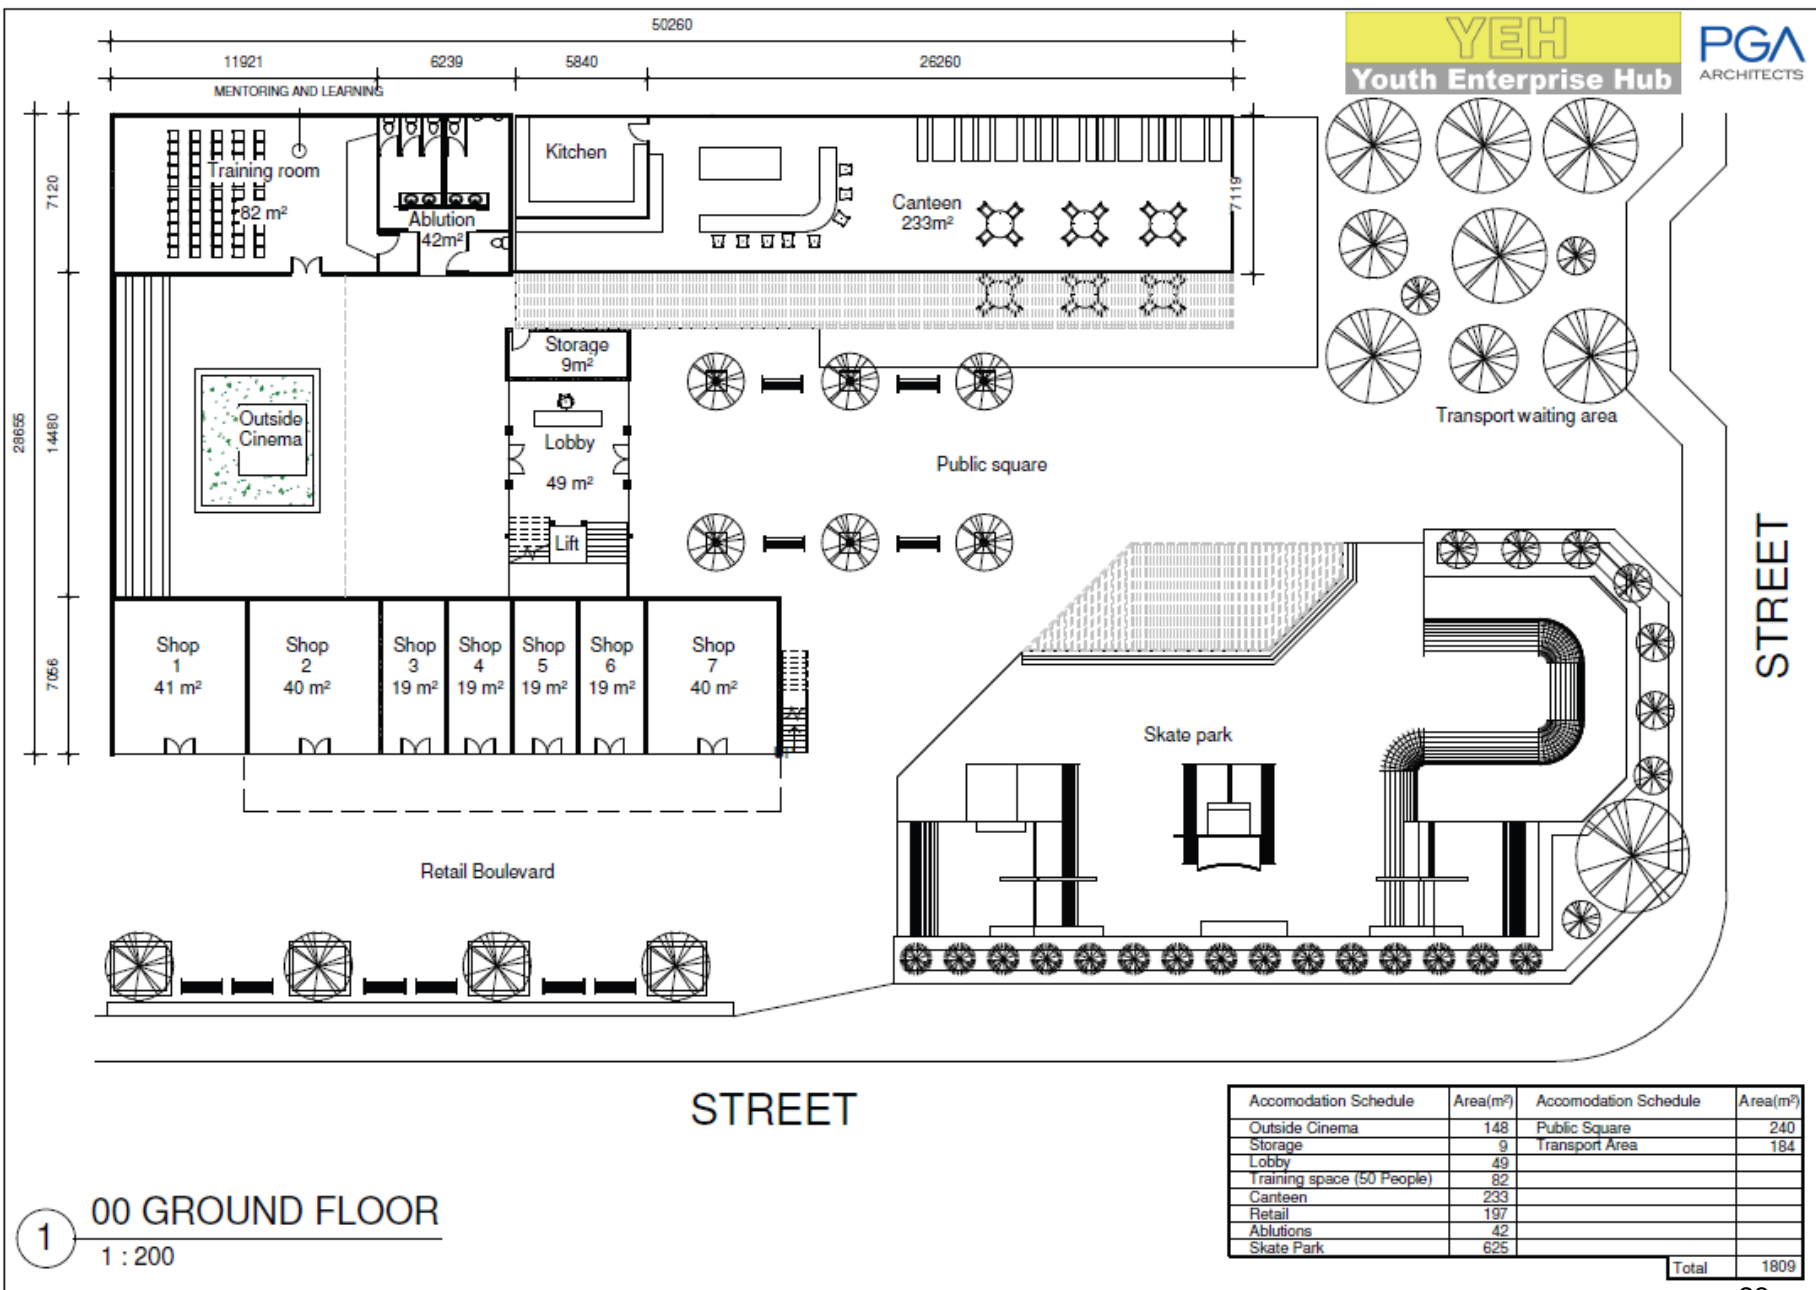 50260
11921 6239 5840 26260
MENTORING AND LEARNING
YEH
Youth Enterprise Hub
PGA
ARCHITECTS
28655
7120
14480
7056
7119
Training room
82 m²
Ablution
42m²
Kitchen
Canteen
233m²
Storage
9m²
Outside
Cinema
Lobby
49 m²
Lift
Public square
Transport waiting area
STREET
Shop
1
41 m²
Shop
2
40 m²
Shop
3
19 m²
Shop
4
19 m²
Shop
5
19 m²
Shop
6
19 m²
Shop
7
40 m²
Skate park
Retail Boulevard
STREET
Accomodation Schedule Area(m²) Accomodation Schedule Area(m²)
Outside Cinema 148 Public Square 240
Storage 9 Transport Area 184
Lobby 49
Training space (50 People) 82
Canteen 233
Retail 197
Ablutions 42
Skate Park 625
Total 1809
1 00 GROUND FLOOR
1 : 200